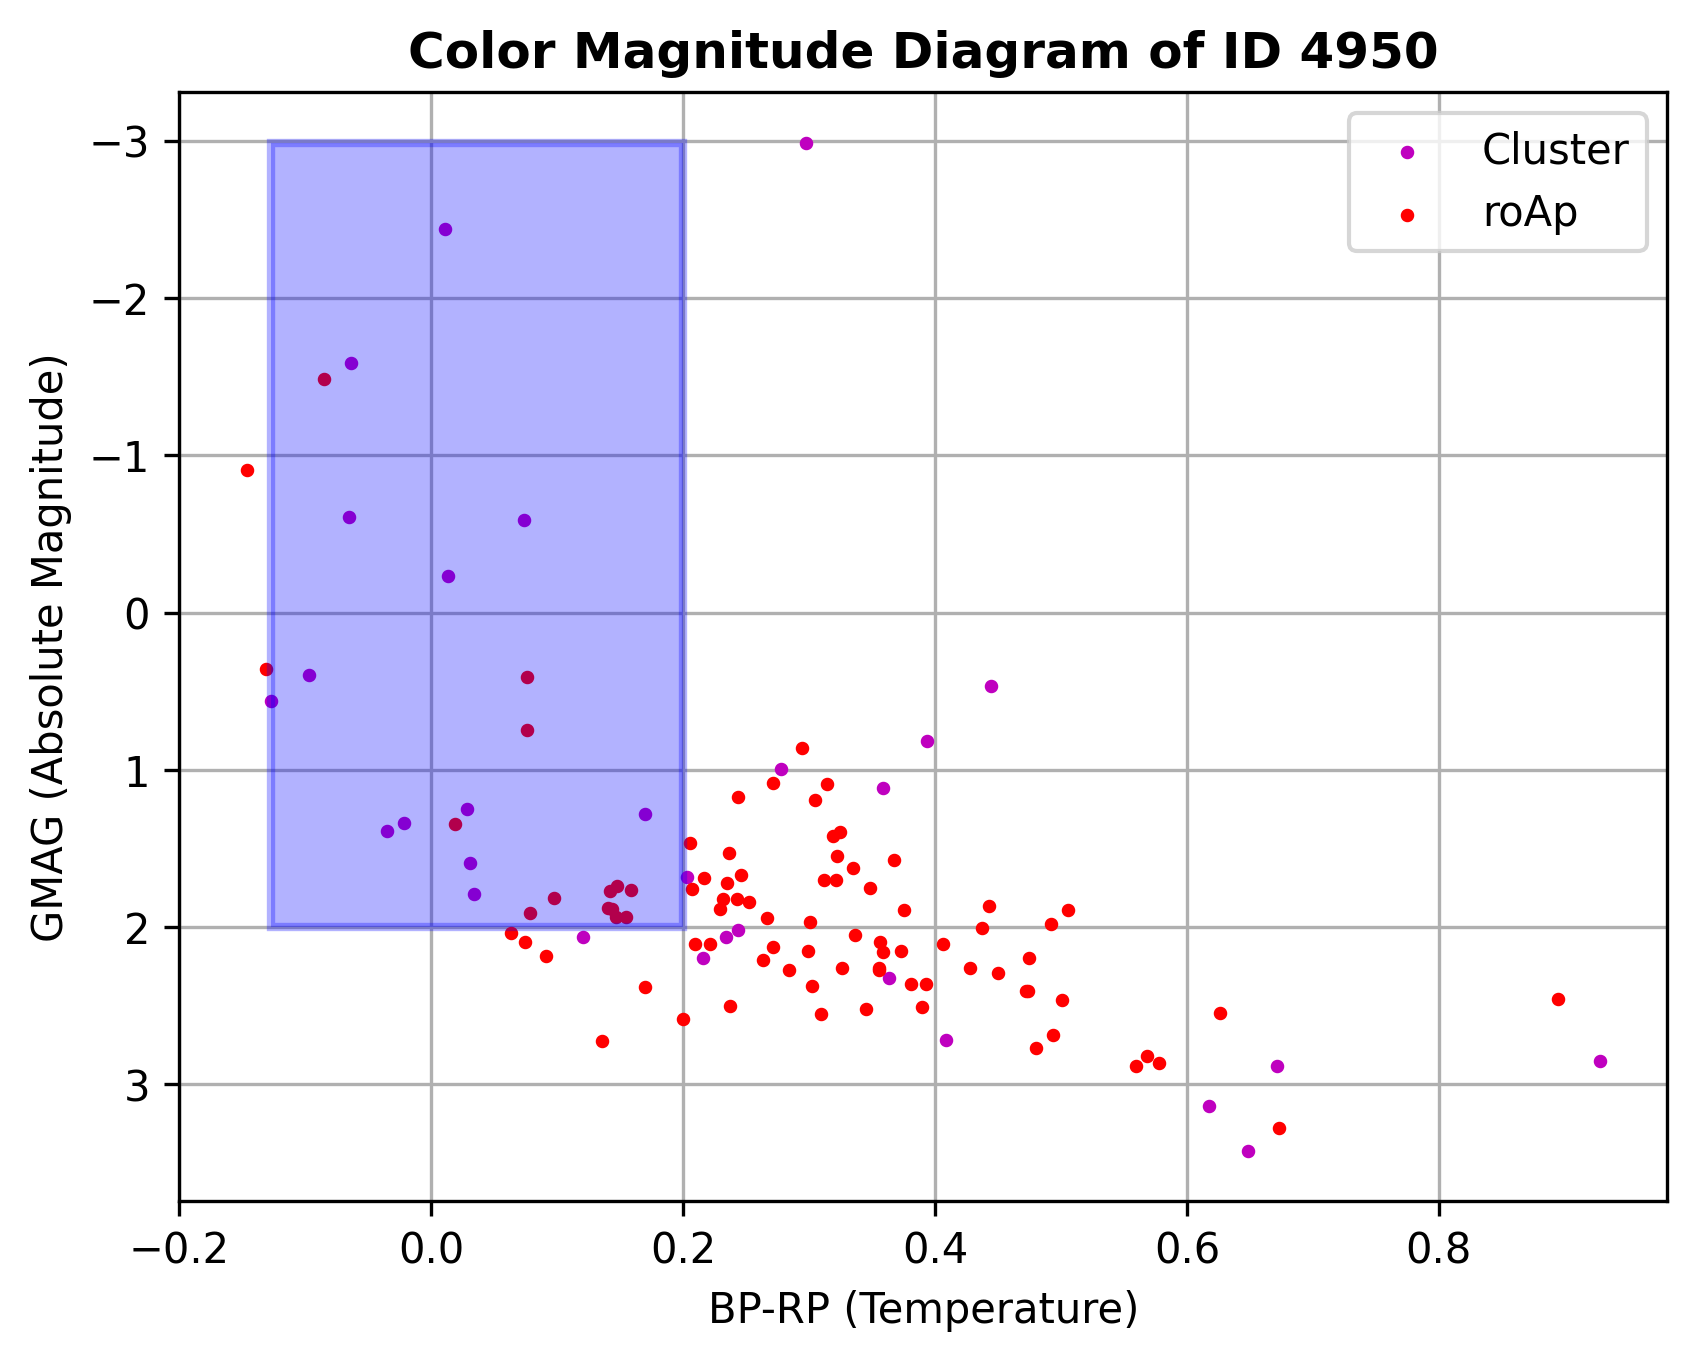 Color Magnitude Diagram of ID 4950
Cluster
roAp
−3
−2
−1
0
1
2
3
GMAG (Absolute Magnitude)
−0.2 0.0 0.2 0.4 0.6 0.8
BP-RP (Temperature)